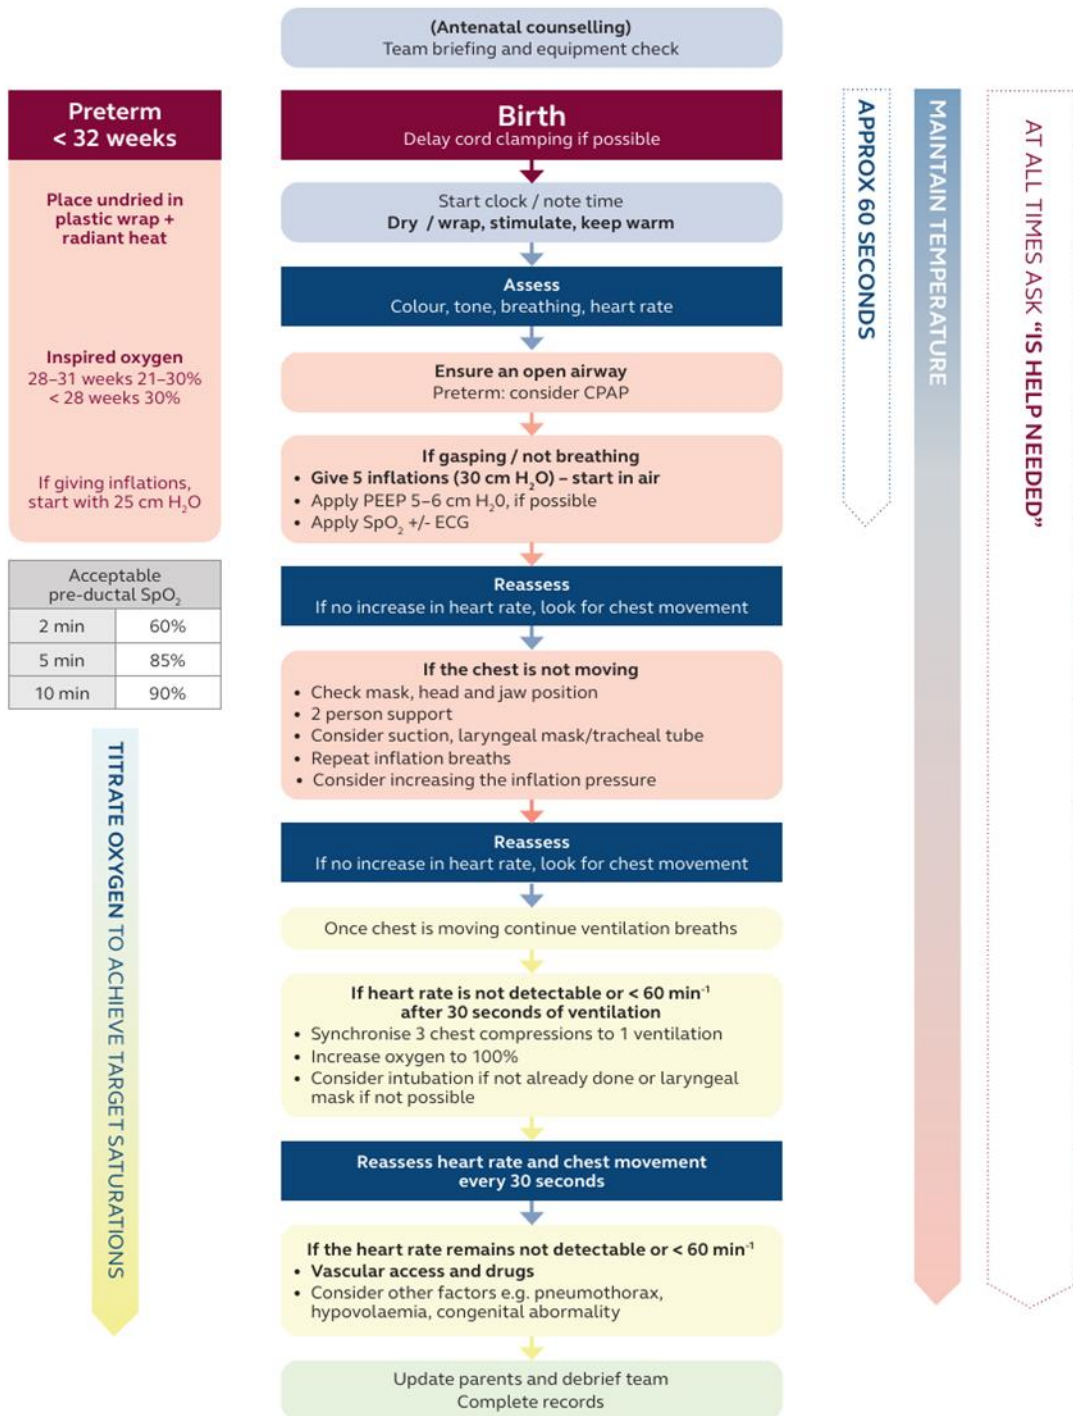 (Antenatal counselling)
Team briefing and equipment check
Preterm
< 32 weeks
Place undried in
plastic wrap +
radiant heat
Inspired oxygen
28–31 weeks 21–30%
< 28 weeks 30%
If giving inflations,
start with 25 cm H₂O
Acceptable
pre-ductal SpO₂
2 min 60%
5 min 85%
10 min 90%
TITRATE OXYGEN TO ACHIEVE TARGET SATURATIONS
Birth
Delay cord clamping if possible
Start clock / note time
Dry / wrap, stimulate, keep warm
Assess
Colour, tone, breathing, heart rate
Ensure an open airway
Preterm: consider CPAP
If gasping / not breathing
• Give 5 inflations (30 cm H₂O) – start in air
• Apply PEEP 5–6 cm H₂0, if possible
• Apply SpO₂ +/- ECG
Reassess
If no increase in heart rate, look for chest movement
If the chest is not moving
• Check mask, head and jaw position
• 2 person support
• Consider suction, laryngeal mask/tracheal tube
• Repeat inflation breaths
• Consider increasing the inflation pressure
Reassess
If no increase in heart rate, look for chest movement
Once chest is moving continue ventilation breaths
If heart rate is not detectable or < 60 min⁻¹
after 30 seconds of ventilation
• Synchronise 3 chest compressions to 1 ventilation
• Increase oxygen to 100%
• Consider intubation if not already done or laryngeal
mask if not possible
Reassess heart rate and chest movement
every 30 seconds
If the heart rate remains not detectable or < 60 min⁻¹
• Vascular access and drugs
• Consider other factors e.g. pneumothorax,
hypovolaemia, congenital abormality
Update parents and debrief team
Complete records
APPROX 60 SECONDS
MAINTAIN TEMPERATURE
AT ALL TIMES ASK "IS HELP NEEDED"